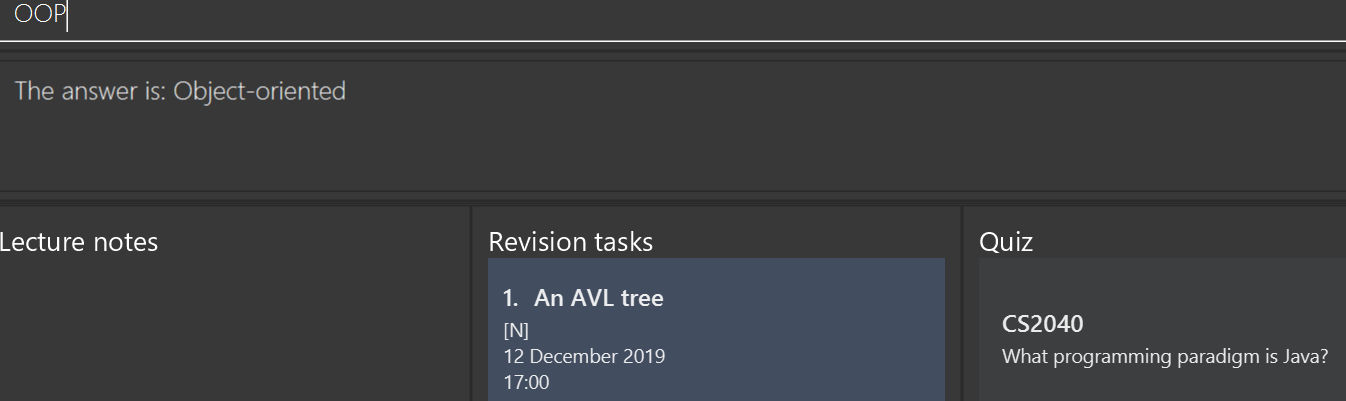 OOP
The answer is: Object-oriented
Lecture notes
Revision tasks
1. An AVL tree
[N]
12 December 2019
17:00
Quiz
CS2040
What programming paradigm is Java?